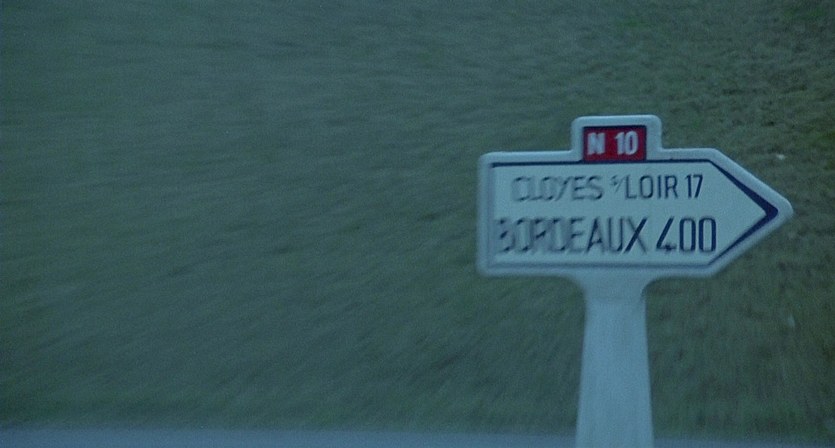 N 10
CLOYES S/LOIR 17
BORDEAUX 400